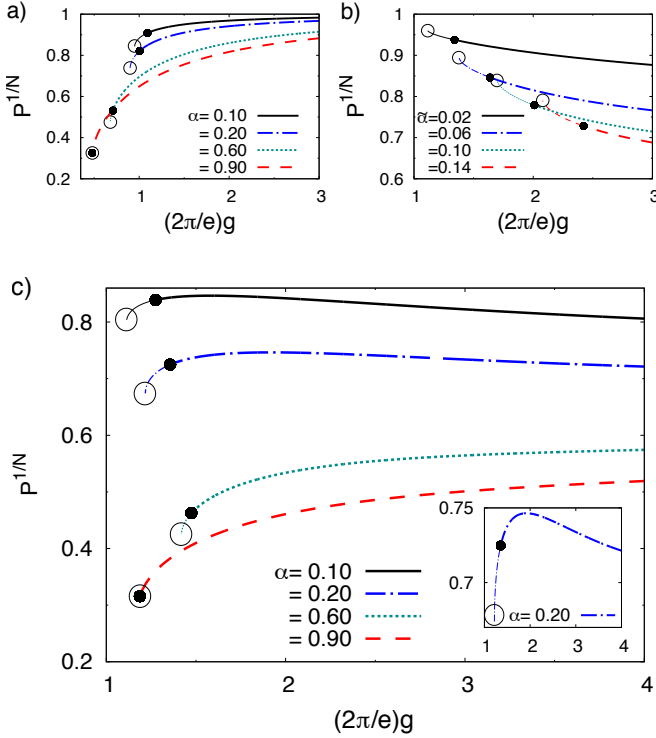 a)
P^1/N
1
0.8
0.6
0.4
0.2
α= 0.10
= 0.20
= 0.60
= 0.90
1
2
3
(2π/e)g
b)
P^1/N
1
0.9
0.8
0.7
0.6
α̃=0.02
=0.06
=0.10
=0.14
1
2
3
(2π/e)g
c)
P^1/N
0.8
0.6
0.4
0.2
α= 0.10
= 0.20
= 0.60
= 0.90
0.75
0.7
α= 0.20
1 2 3 4
1
2
3
4
(2π/e)g